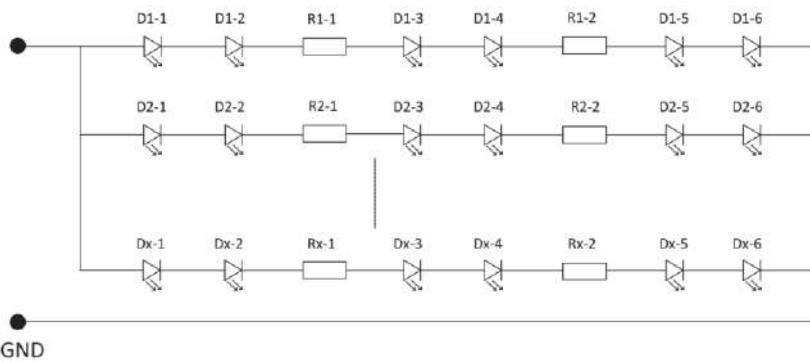 D1-1 D1-2 R1-1 D1-3 D1-4 R1-2 D1-5 D1-6
D2-1 D2-2 R2-1 D2-3 D2-4 R2-2 D2-5 D2-6
Dx-1 Dx-2 Rx-1 Dx-3 Dx-4 Rx-2 Dx-5 Dx-6
GND